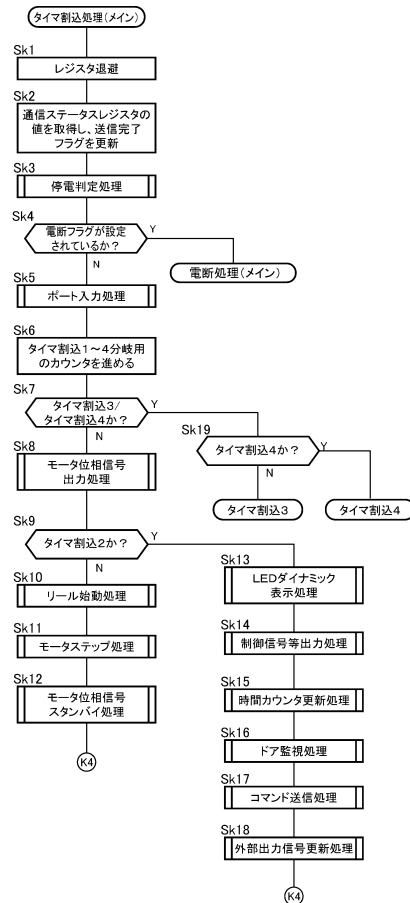 タイマ割込処理(メイン)
Sk1
レジスタ退避
Sk2
通信ステータスレジスタの
値を取得し、送信完了
フラグを更新
Sk3
停電判定処理
Sk4
電断フラグが設定
されているか？
Y
N
電断処理(メイン)
Sk5
ポート入力処理
Sk6
タイマ割込1～4分岐用
のカウンタを進める
Sk7
タイマ割込3/
タイマ割込4か？
Y
N
Sk19
タイマ割込4か？
Y
N
タイマ割込3
タイマ割込4
Sk8
モータ位相信号
出力処理
Sk9
タイマ割込2か？
Y
N
Sk10
リール始動処理
Sk11
モータステップ処理
Sk12
モータ位相信号
スタンバイ処理
K4
Sk13
LEDダイナミック
表示処理
Sk14
制御信号等出力処理
Sk15
時間カウンタ更新処理
Sk16
ドア監視処理
Sk17
コマンド送信処理
Sk18
外部出力信号更新処理
K4